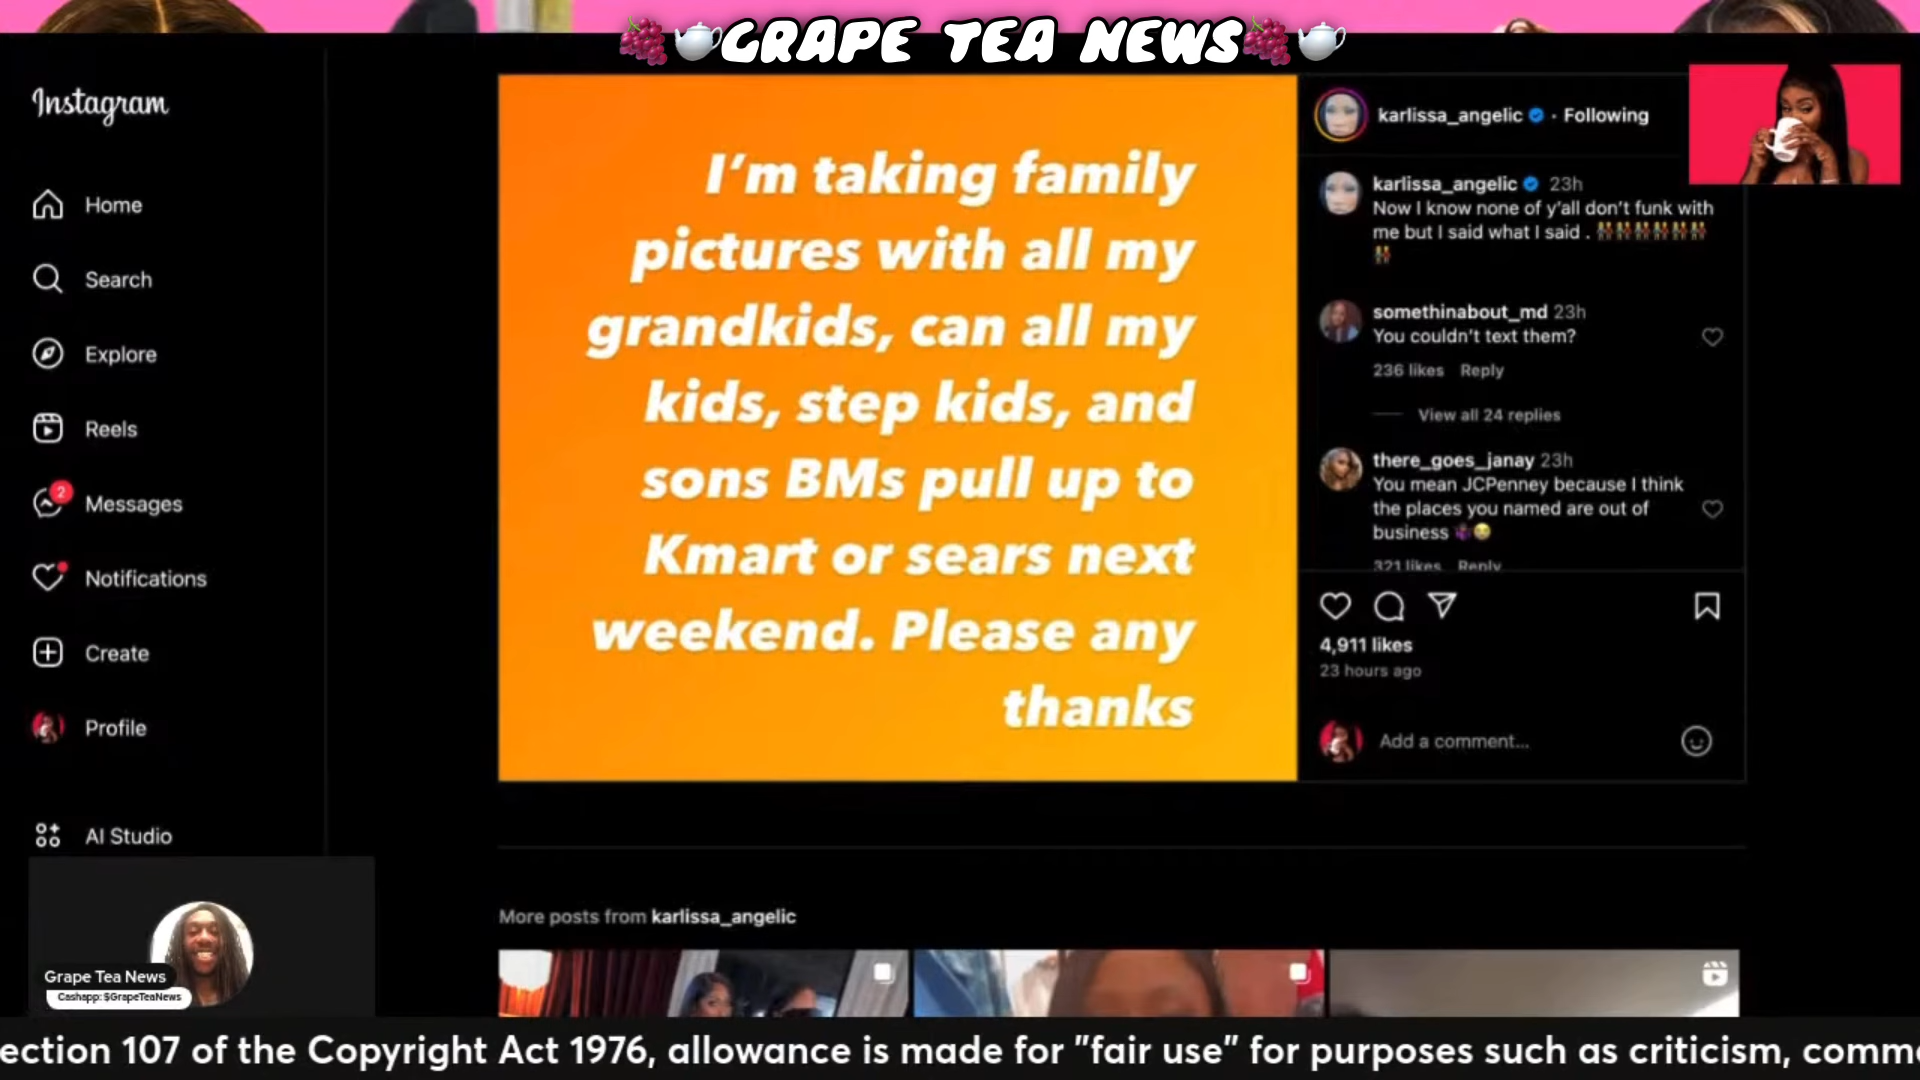 GRAPE TEA NEWS
Instagram
Home
Search
Explore
Reels
2
Messages
Notifications
Create
Profile
AI Studio
I’m taking family
pictures with all my
grandkids, can all my
kids, step kids, and
sons BMs pull up to
Kmart or sears next
weekend. Please any
thanks
karlissa_angelic • Following
karlissa_angelic 23h
Now I know none of y’all don’t funk with
me but I said what I said .
somethinabout_md 23h
You couldn’t text them?
236 likes Reply
View all 24 replies
there_goes_janay 23h
You mean JCPenney because I think
the places you named are out of
business
321 likes Reply
4,911 likes
23 hours ago
Add a comment...
More posts from karlissa_angelic
Grape Tea News
Cashapp: $GrapeTeaNews
ection 107 of the Copyright Act 1976, allowance is made for "fair use" for purposes such as criticism, comme